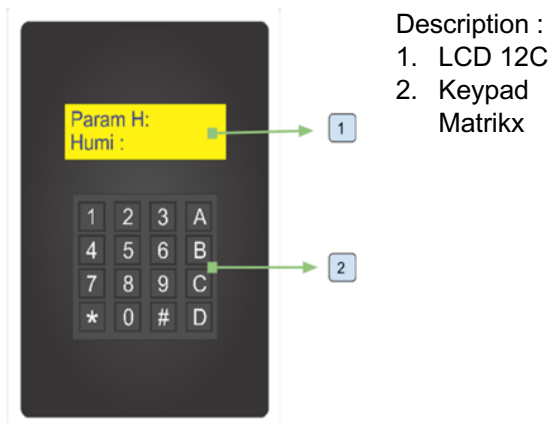 Description :
1. LCD 12C
2. Keypad
Matrikx
Param H:
Humi :
1
1 2 3 A
4 5 6 B
7 8 9 C
* 0 # D
2